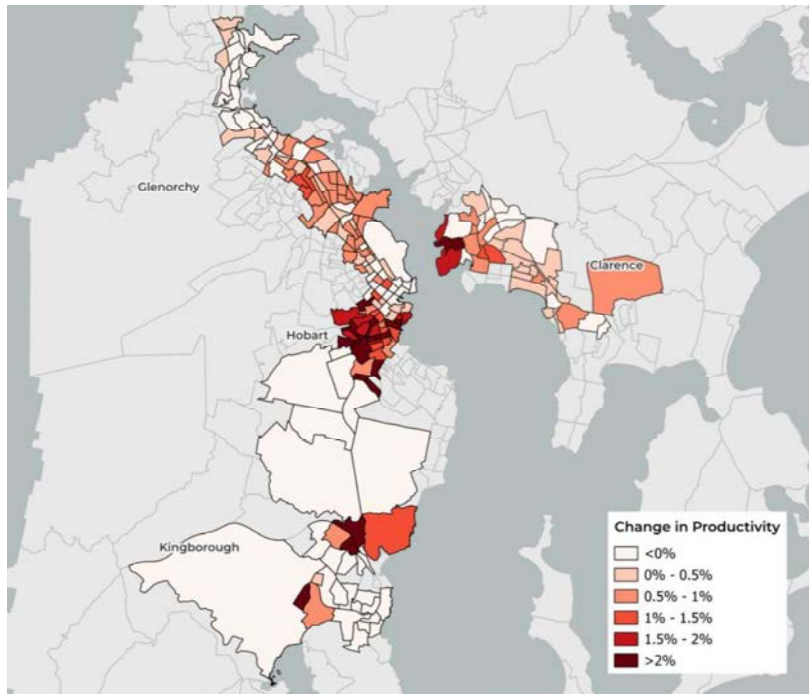 Glenorchy
Clarence
Hobart
Kingborough
Change in Productivity
<0%
0% - 0.5%
0.5% - 1%
1% - 1.5%
1.5% - 2%
>2%